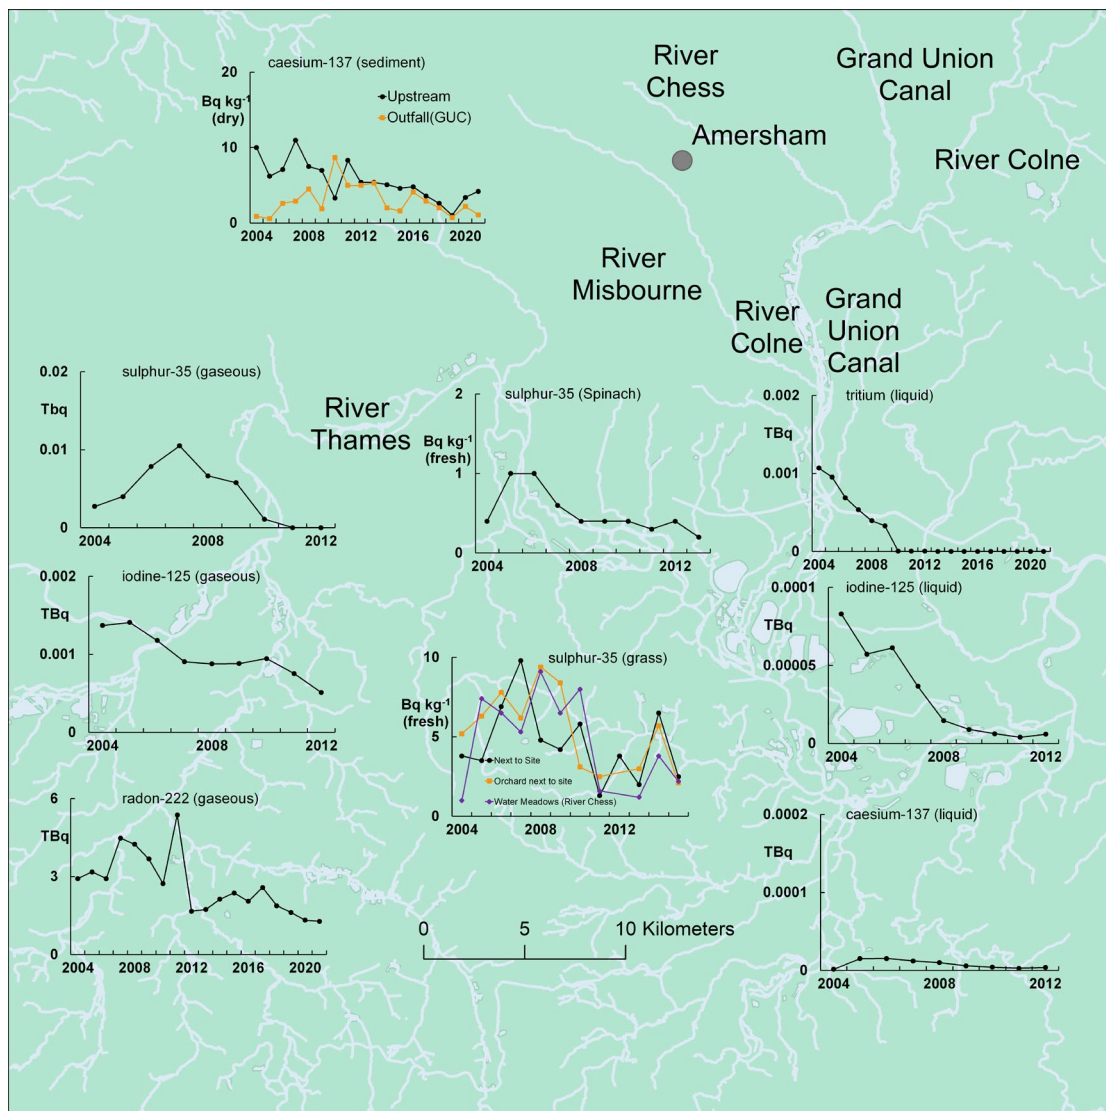 caesium-137 (sediment)
20
Bq kg-1
(dry)
10
0
Upstream
Outfall(GUC)
2004 2008 2012 2016 2020
River
Chess
Grand Union
Canal
Amersham
River Colne
River
Misbourne
River
Colne
Grand
Union
Canal
River
Thames
sulphur-35 (gaseous)
0.02
Tbq
0.01
0
2004 2008 2012
sulphur-35 (Spinach)
2
Bq kg-1
(fresh)
1
0
2004 2008 2012
tritium (liquid)
0.002
TBq
0.001
0
2004 2008 2012 2016 2020
iodine-125 (gaseous)
0.002
TBq
0.001
0
2004 2008 2012
iodine-125 (liquid)
0.0001
TBq
0.00005
0
2004 2008 2012
sulphur-35 (grass)
10
Bq kg-1
(fresh)
5
0
Next to Site
Orchard next to site
Water Meadows (River Chess)
2004 2008 2012
radon-222 (gaseous)
6
TBq
3
0
2004 2008 2012 2016 2020
caesium-137 (liquid)
0.0002
TBq
0.0001
0
2004 2008 2012
0 5 10 Kilometers